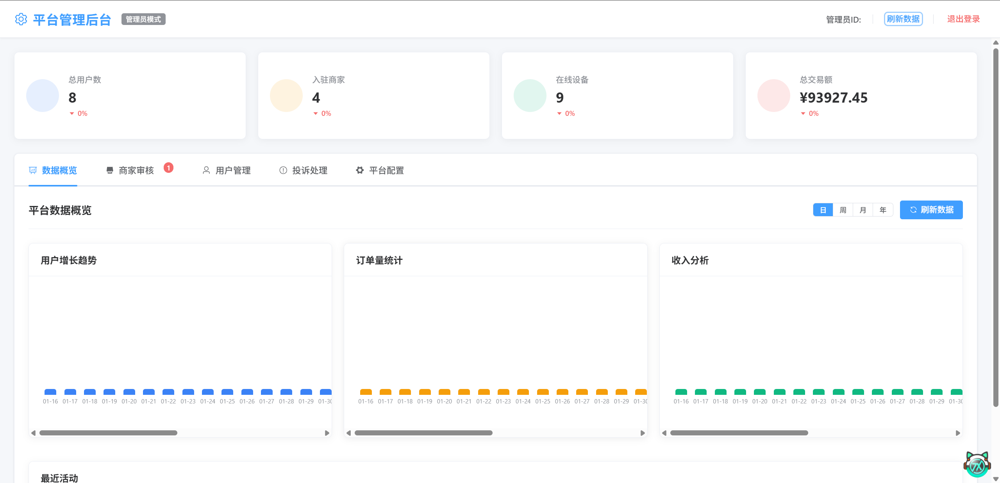 平台管理后台 管理员模式 管理员ID: 刷新数据 退出登录
总用户数
8
0%
入驻商家
4
0%
在线设备
9
0%
总交易额
¥93927.45
0%
数据概览 商家审核 1 用户管理 投诉处理 平台配置
平台数据概览 日 周 月 年 刷新数据
用户增长趋势
01-16 01-17 01-18 01-19 01-20 01-21 01-22 01-23 01-24 01-25 01-26 01-27 01-28 01-29 01-30
订单量统计
01-16 01-17 01-18 01-19 01-20 01-21 01-22 01-23 01-24 01-25 01-26 01-27 01-28 01-29 01-30
收入分析
01-16 01-17 01-18 01-19 01-20 01-21 01-22 01-23 01-24 01-25 01-26 01-27 01-28 01-29 01-30
最近活动